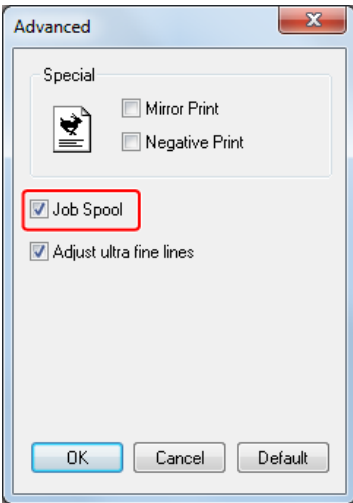 Advanced
Special
Mirror Print
Negative Print
Job Spool
Adjust ultra fine lines
OK Cancel Default